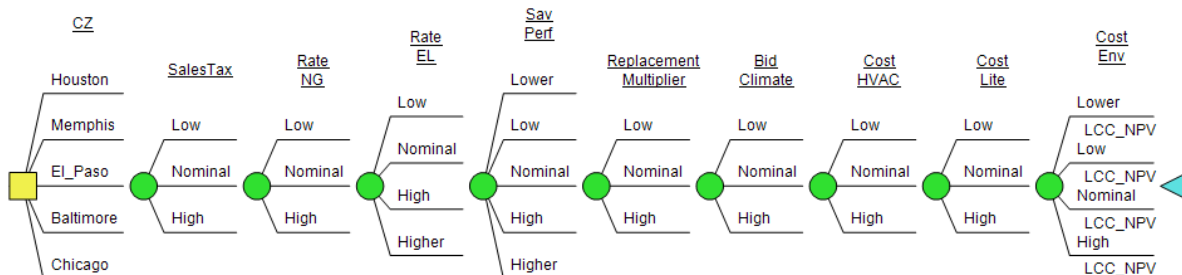 CZ
Houston
Memphis
El_Paso
Baltimore
Chicago
SalesTax
Low
Nominal
High
Rate
NG
Low
Nominal
High
Rate
EL
Low
Nominal
High
Higher
Sav
Perf
Lower
Low
Nominal
High
Higher
Replacement
Multiplier
Low
Nominal
High
Bid
Climate
Low
Nominal
High
Cost
HVAC
Low
Nominal
High
Cost
Lite
Low
Nominal
High
Cost
Env
Lower
LCC_NPV
Low
LCC_NPV
Nominal
LCC_NPV
High
LCC_NPV